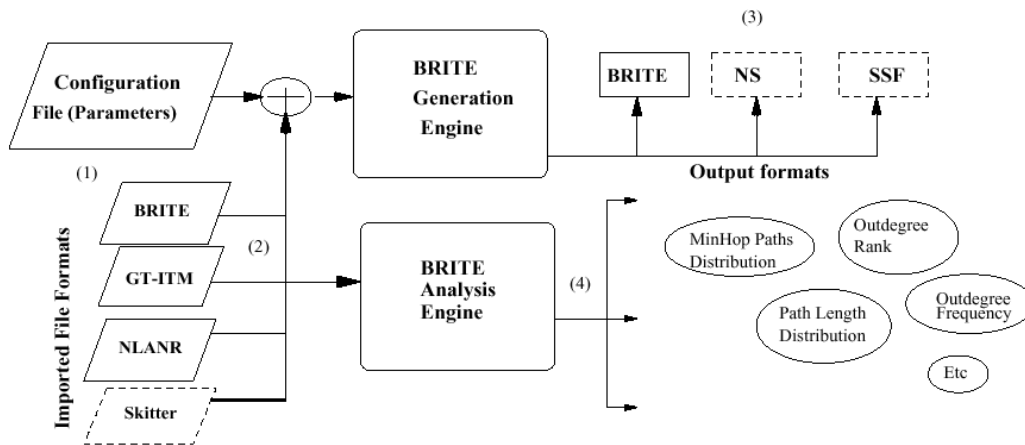 (3)
Configuration
File (Parameters)
BRITE
Generation
Engine
BRITE
NS
SSF
Output formats
(1)
Imported File Formats
BRITE
GT-ITM
NLANR
Skitter
(2)
BRITE
Analysis
Engine
(4)
MinHop Paths
Distribution
Outdegree
Rank
Path Length
Distribution
Outdegree
Frequency
Etc